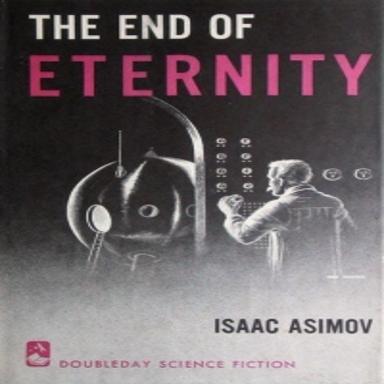 THE END OF
ETERNITY
ISAAC ASIMOV
DOUBLEDAY SCIENCE FICTION